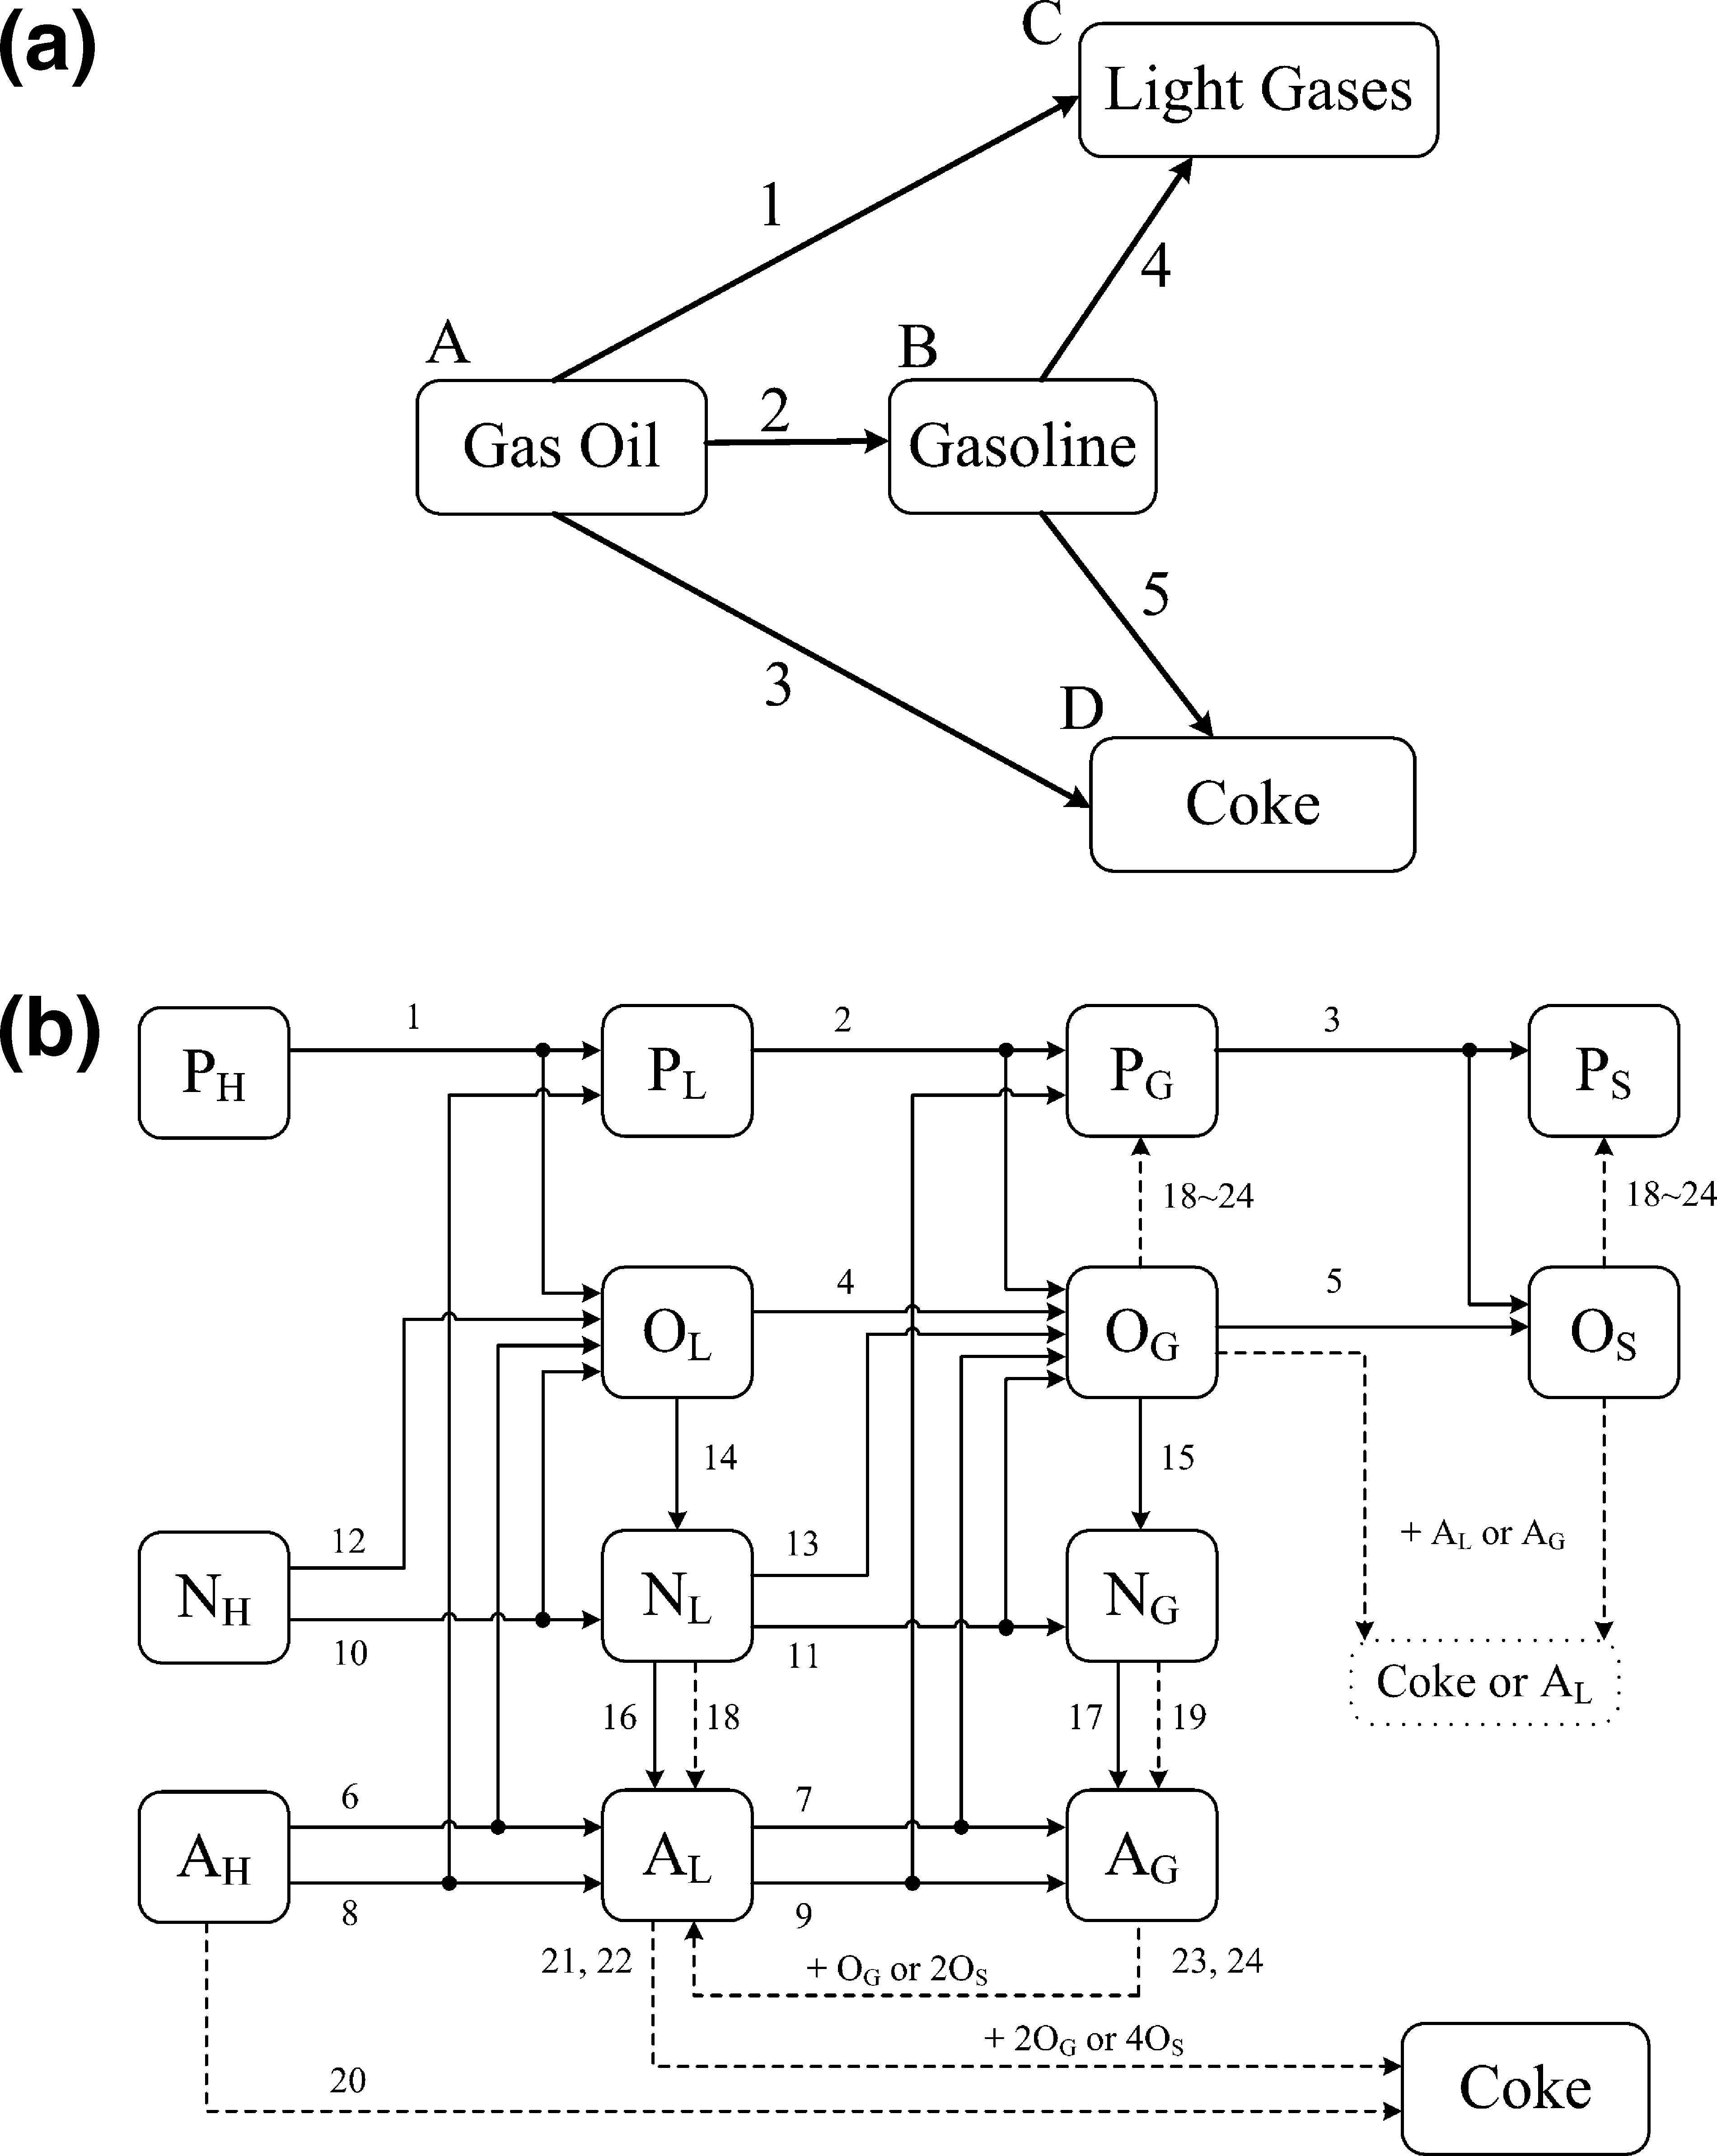 (a)
C
Light Gases
1
4
A
B
2
Gas Oil
Gasoline
5
3
D
Coke
(b)
1
2
3
P_H
P_L
P_G
P_S
18~24
18~24
4
5
O_L
O_G
O_S
14
15
+ A_L or A_G
12
13
N_H
N_L
N_G
10
11
Coke or A_L
16
18
17
19
6
7
A_H
A_L
A_G
8
9
21, 22
+ O_G or 2O_S
23, 24
+ 2O_G or 4O_S
20
Coke